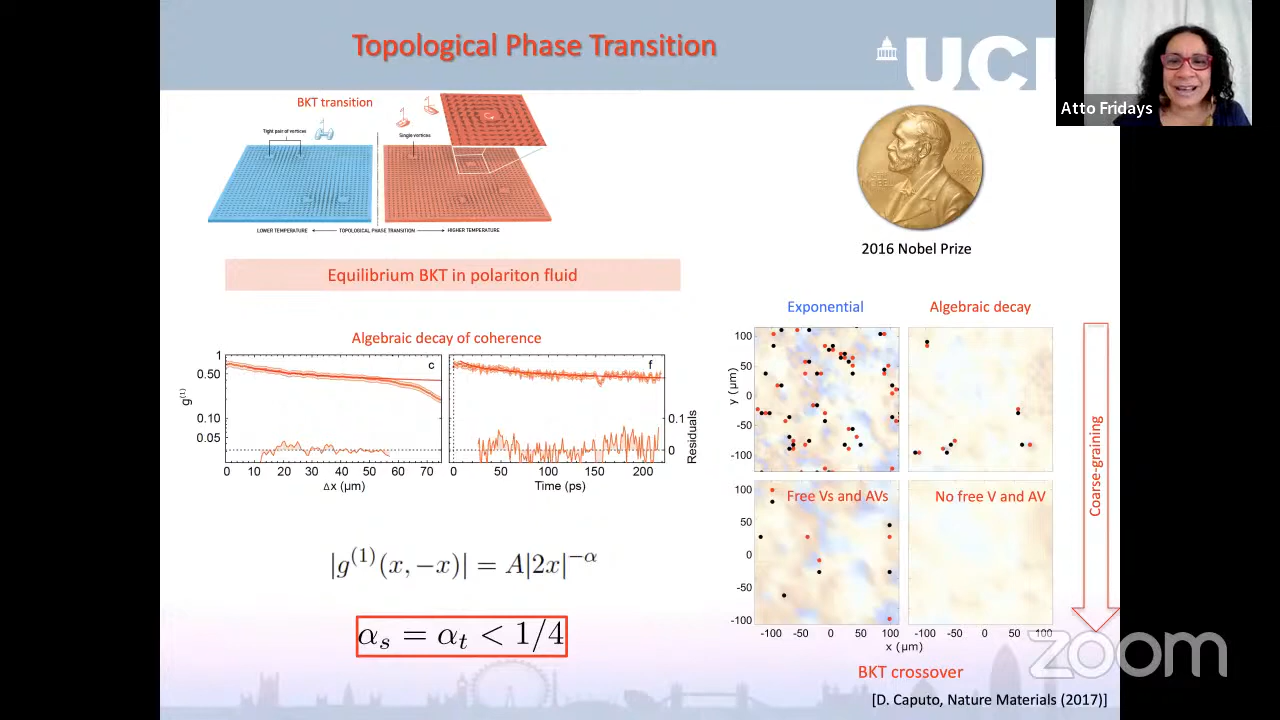 Topological Phase Transition
UCL
Atto Fridays
BKT transition
Tight pair of vortices
Single vortices
LOWER TEMPERATURE
TOPOLOGICAL PHASE TRANSITION
HIGHER TEMPERATURE
2016 Nobel Prize
Equilibrium BKT in polariton fluid
Algebraic decay of coherence
g⁽¹⁾
1
0.50
0.10
0.05
c
0 10 20 30 40 50 60 70
Δx (µm)
f
0.1
0
Residuals
0 50 100 150 200
Time (ps)
|g⁽¹⁾(x, −x)| = A|2x|^−α
α_s = α_t < 1/4
Exponential
Algebraic decay
y (µm)
100
50
0
-50
-100
Free Vs and AVs
No free V and AV
100
50
0
-50
-100
-100 -50 0 50 100
-100 -50 0 50 100
x (µm)
Coarse-graining
BKT crossover
[D. Caputo, Nature Materials (2017)]
zoom